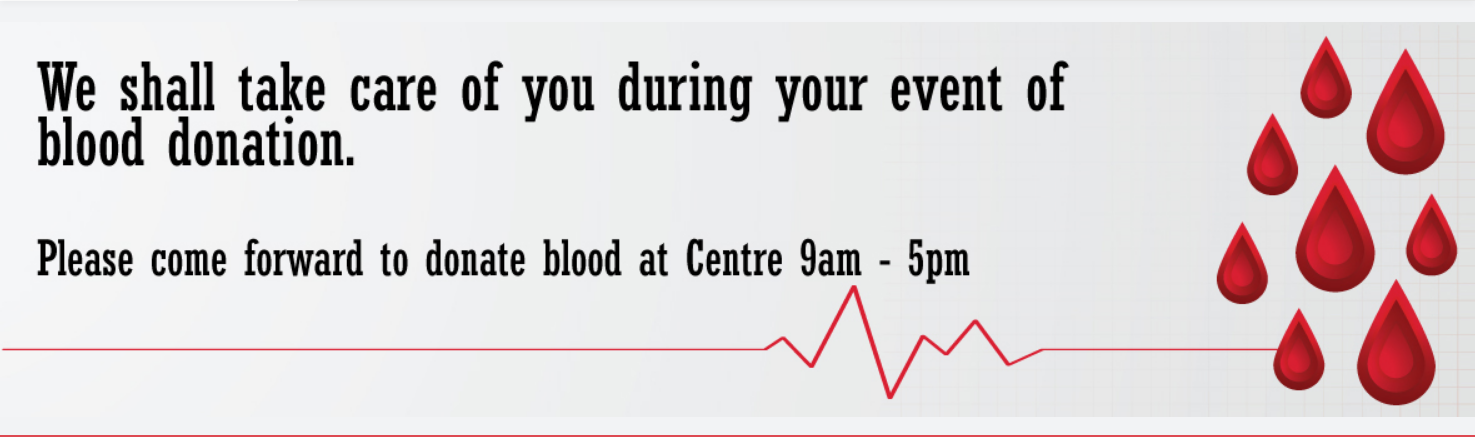 We shall take care of you during your event of
blood donation.
Please come forward to donate blood at Centre 9am - 5pm